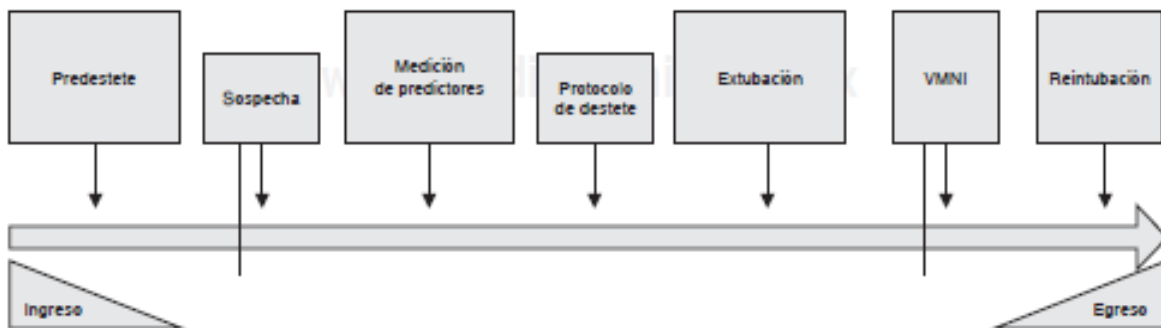 Predestete
Sospecha
Medición
de predictores
Protocolo
de destete
Extubación
VMNI
Reintubación
Ingreso
Egreso